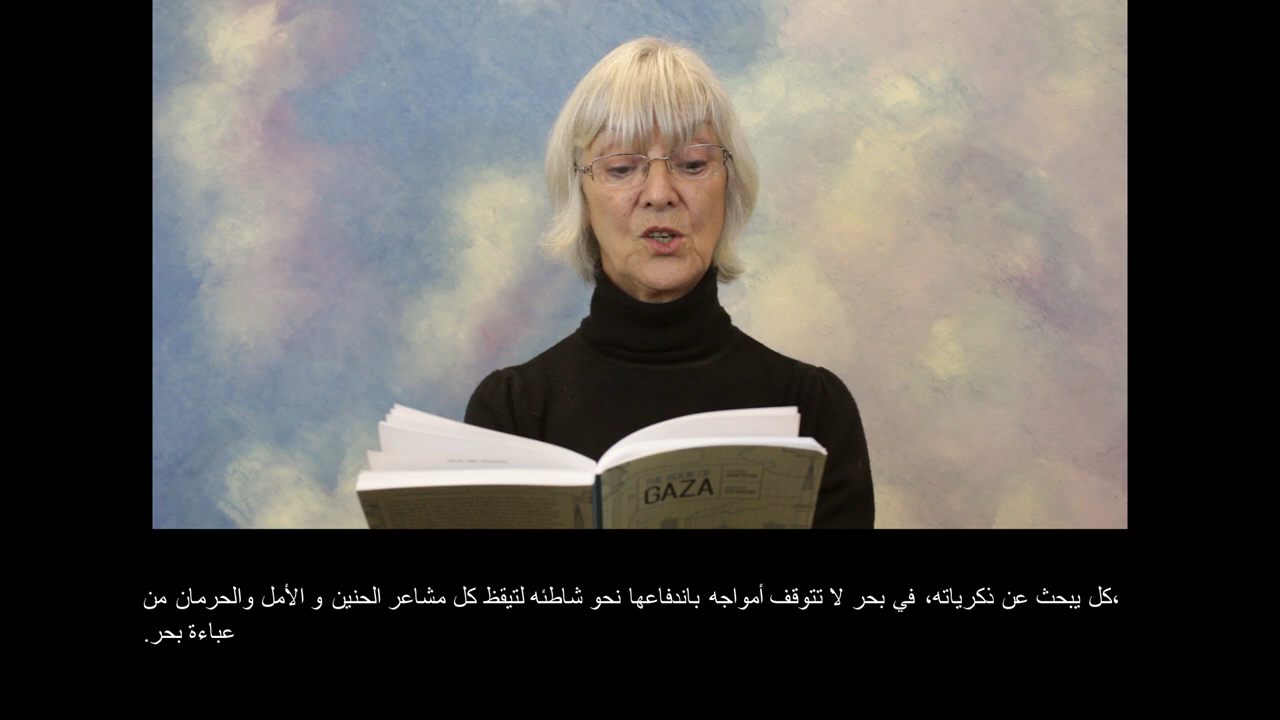 THE BOOK OF
GAZA
،كل يبحث عن ذكرياته، في بحر لا تتوقف أمواجه باندفاعها نحو شاطئه لتيقظ كل مشاعر الحنين و الأمل والحرمان من
عباءة بحر.